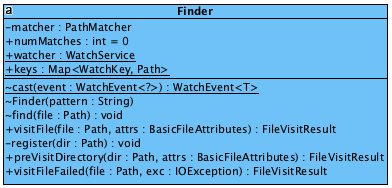 a
Finder
-matcher : PathMatcher
+numMatches : int = 0
+watcher : WatchService
+keys : Map<WatchKey, Path>
~cast(event : WatchEvent<?>) : WatchEvent<T>
~Finder(pattern : String)
~find(file : Path) : void
+visitFile(file : Path, attrs : BasicFileAttributes) : FileVisitResult
-register(dir : Path) : void
+preVisitDirectory(dir : Path, attrs : BasicFileAttributes) : FileVisitResult
+visitFileFailed(file : Path, exc : IOException) : FileVisitResult